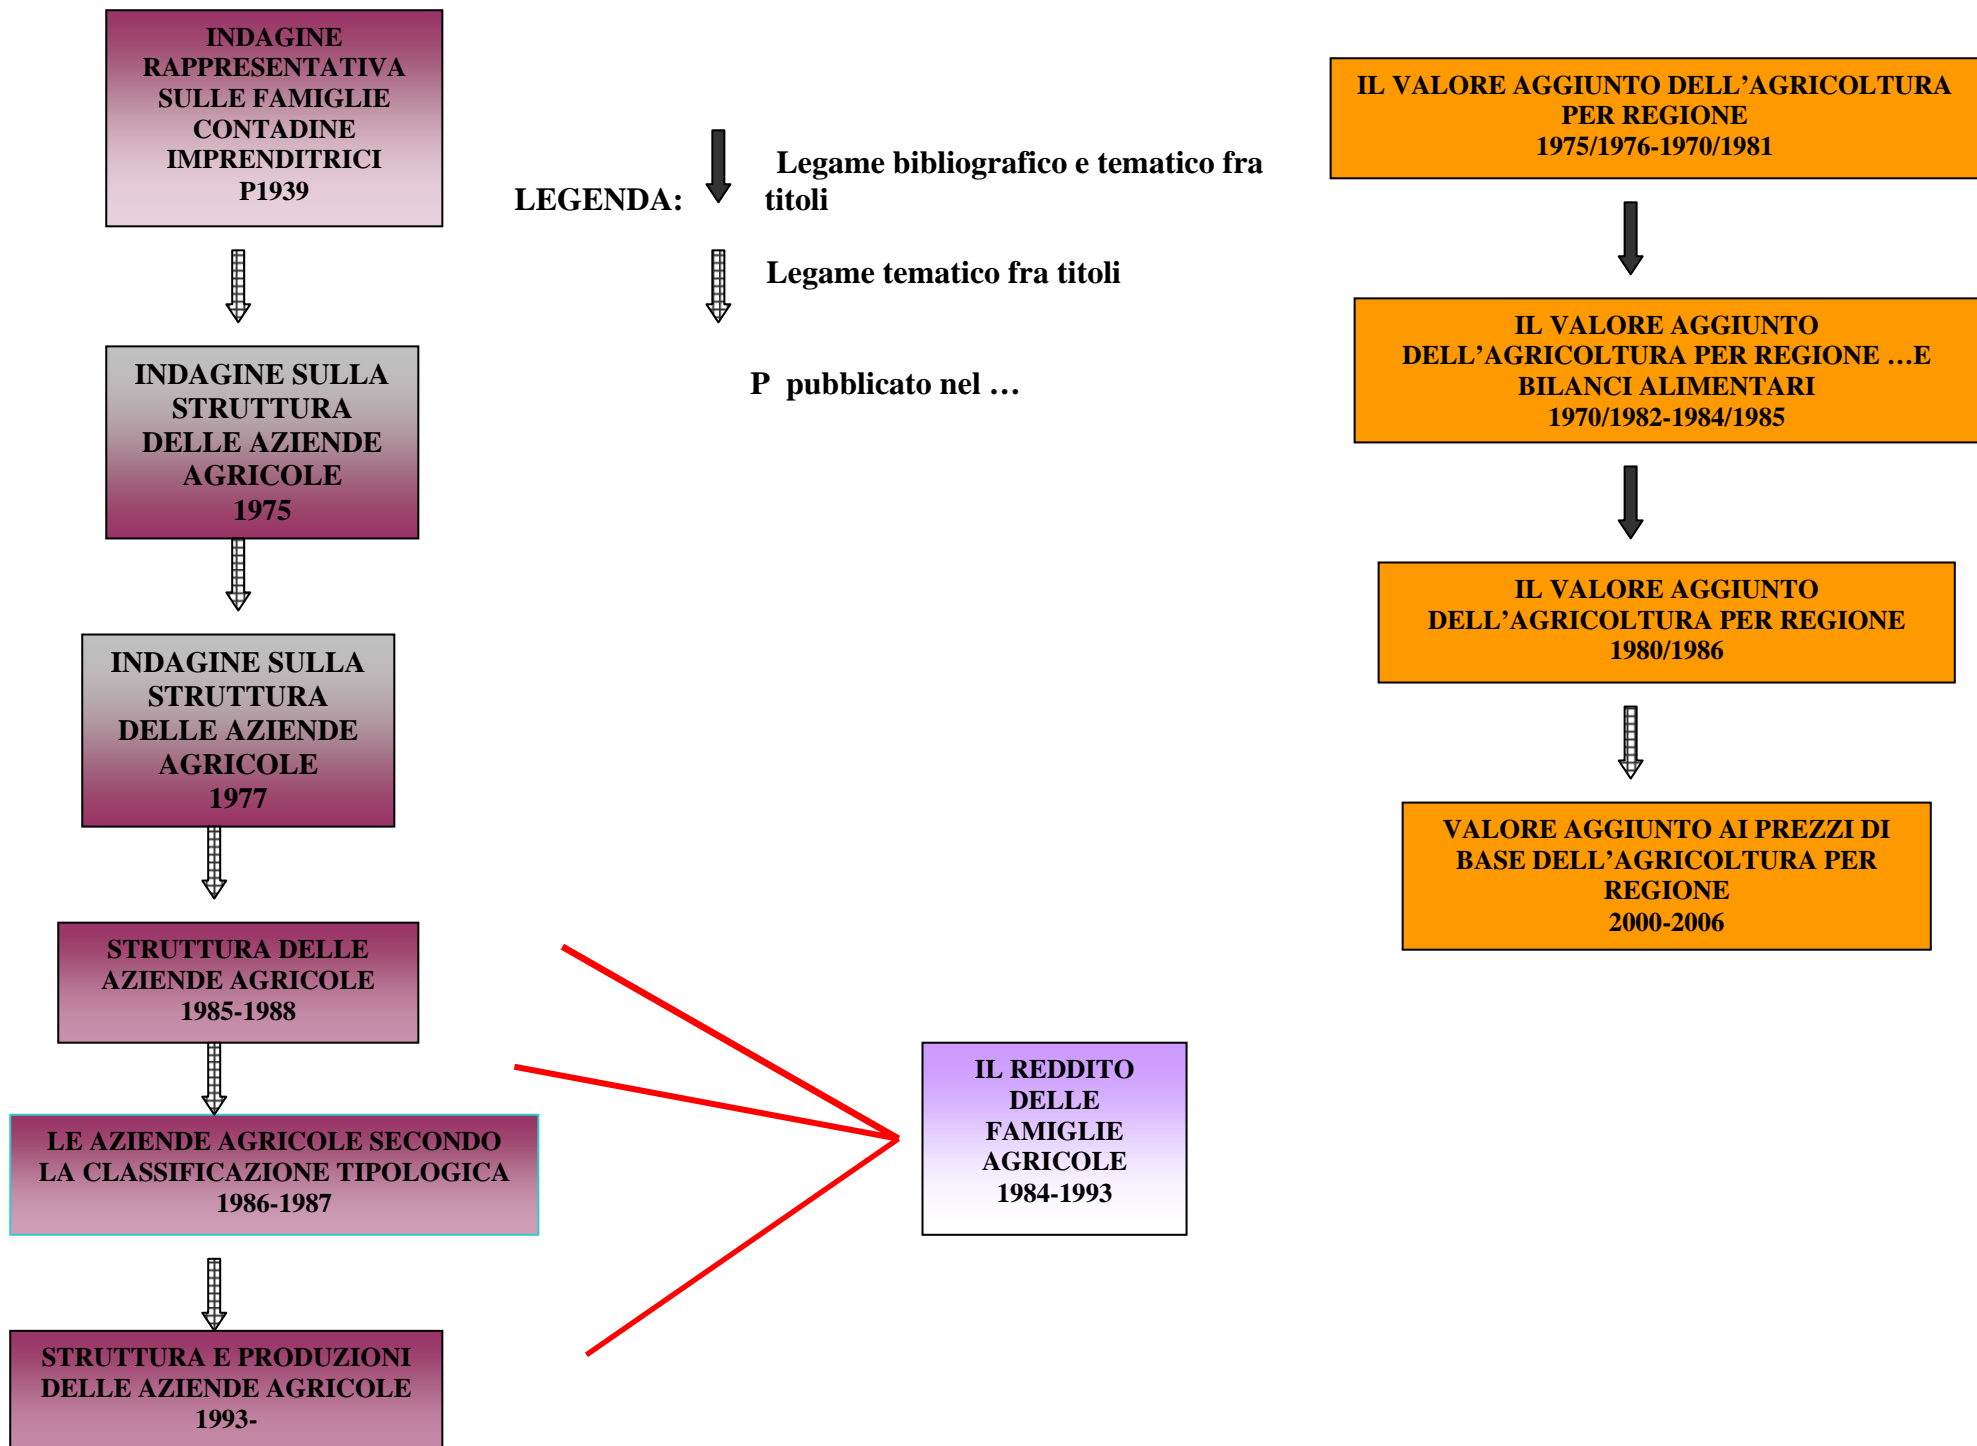 INDAGINE
RAPPRESENTATIVA
SULLE FAMIGLIE
CONTADINE
IMPRENDITRICI
P1939
INDAGINE SULLA
STRUTTURA
DELLE AZIENDE
AGRICOLE
1975
INDAGINE SULLA
STRUTTURA
DELLE AZIENDE
AGRICOLE
1977
STRUTTURA DELLE
AZIENDE AGRICOLE
1985-1988
LE AZIENDE AGRICOLE SECONDO
LA CLASSIFICAZIONE TIPOLOGICA
1986-1987
STRUTTURA E PRODUZIONI
DELLE AZIENDE AGRICOLE
1993-
LEGENDA:
Legame bibliografico e tematico fra
titoli
Legame tematico fra titoli
P pubblicato nel …
IL REDDITO
DELLE
FAMIGLIE
AGRICOLE
1984-1993
IL VALORE AGGIUNTO DELL’AGRICOLTURA
PER REGIONE
1975/1976-1970/1981
IL VALORE AGGIUNTO
DELL’AGRICOLTURA PER REGIONE …E
BILANCI ALIMENTARI
1970/1982-1984/1985
IL VALORE AGGIUNTO
DELL’AGRICOLTURA PER REGIONE
1980/1986
VALORE AGGIUNTO AI PREZZI DI
BASE DELL’AGRICOLTURA PER
REGIONE
2000-2006